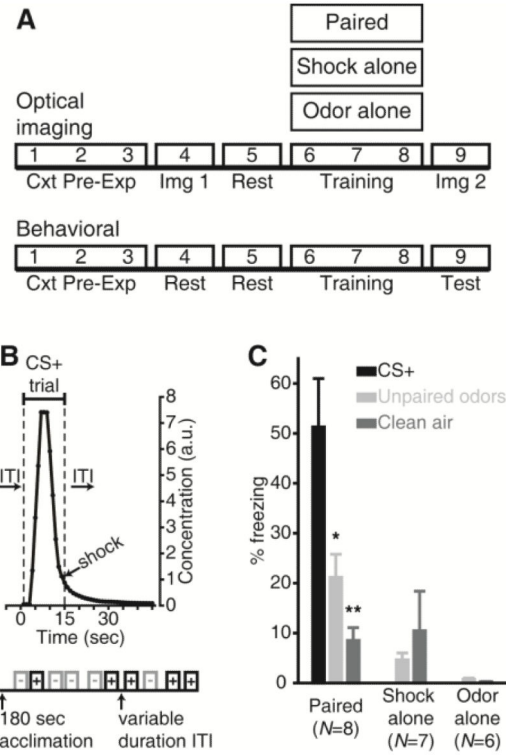 A
Paired
Shock alone
Odor alone
Optical
imaging
1 2 3 4 5 6 7 8 9
Cxt Pre-Exp Img 1 Rest Training Img 2
Behavioral
1 2 3 4 5 6 7 8 9
Cxt Pre-Exp Rest Rest Training Test
B
CS+
trial
ITI ITI
shock
8
7
6
5
4
3
2
1
0
Concentration (a.u.)
0 15 30 45
Time (sec)
- + - - - + + - + +
180 sec
acclimation
variable
duration ITI
C
CS+
Unpaired odors
Clean air
% freezing
60
50
40
30
20
10
0
*
**
Paired
(N=8)
Shock
alone
(N=7)
Odor
alone
(N=6)